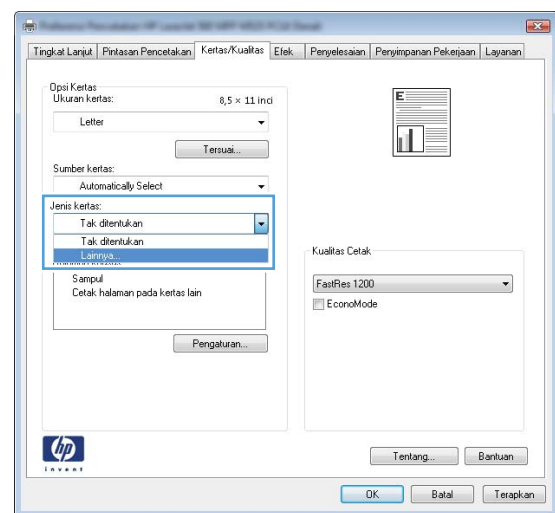 Tingkat Lanjut Pintasan Pencetakan Kertas/Kualitas Efek Penyelesaian Penyimpanan Pekerjaan Layanan
Opsi Kertas
Ukuran kertas: 8,5 × 11 inci
Letter
Tersuai...
Sumber kertas:
Automatically Select
Jenis kertas:
Tak ditentukan
Tak ditentukan
Lainnya...
Sampul
Cetak halaman pada kertas lain
Pengaturan...
E
Kualitas Cetak
FastRes 1200
EconoMode
hp
invent
Tentang... Bantuan
OK Batal Terapkan